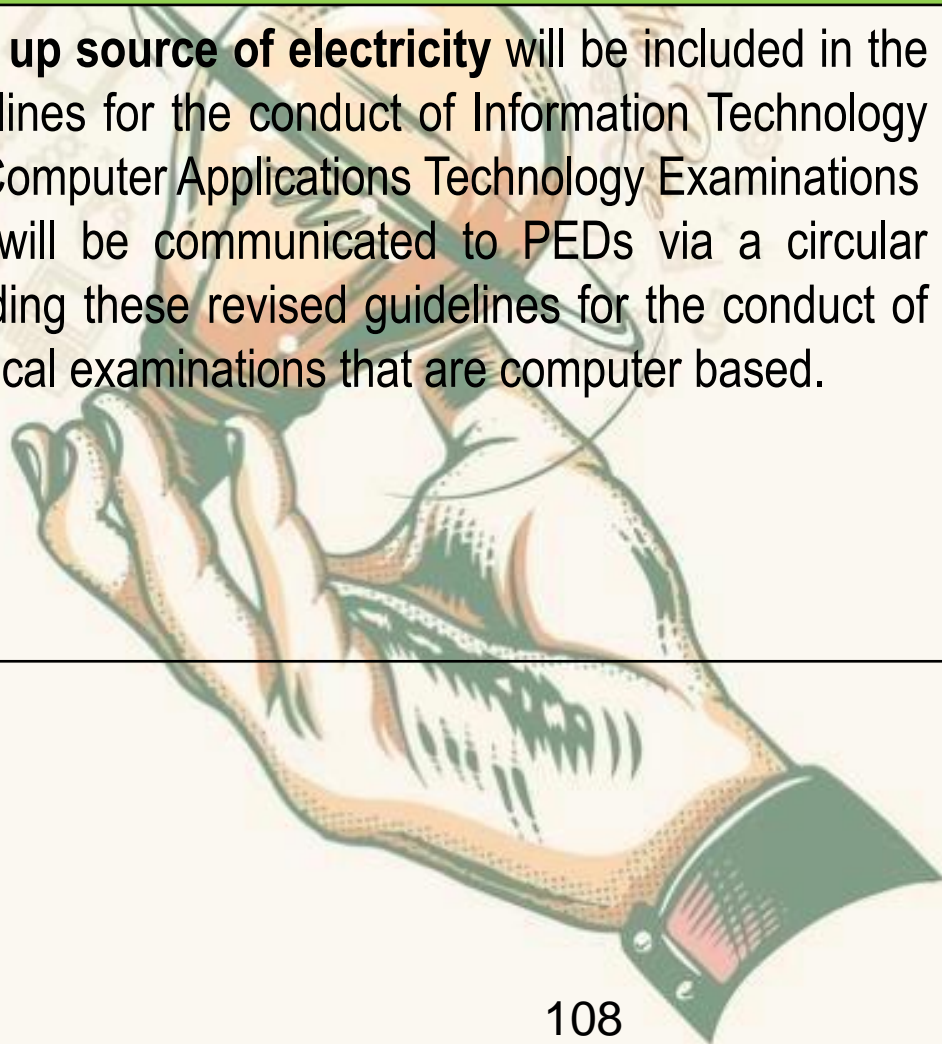 up source of electricity will be included in the
lines for the conduct of Information Technology
Computer Applications Technology Examinations
will be communicated to PEDs via a circular
ding these revised guidelines for the conduct of
ical examinations that are computer based.
108